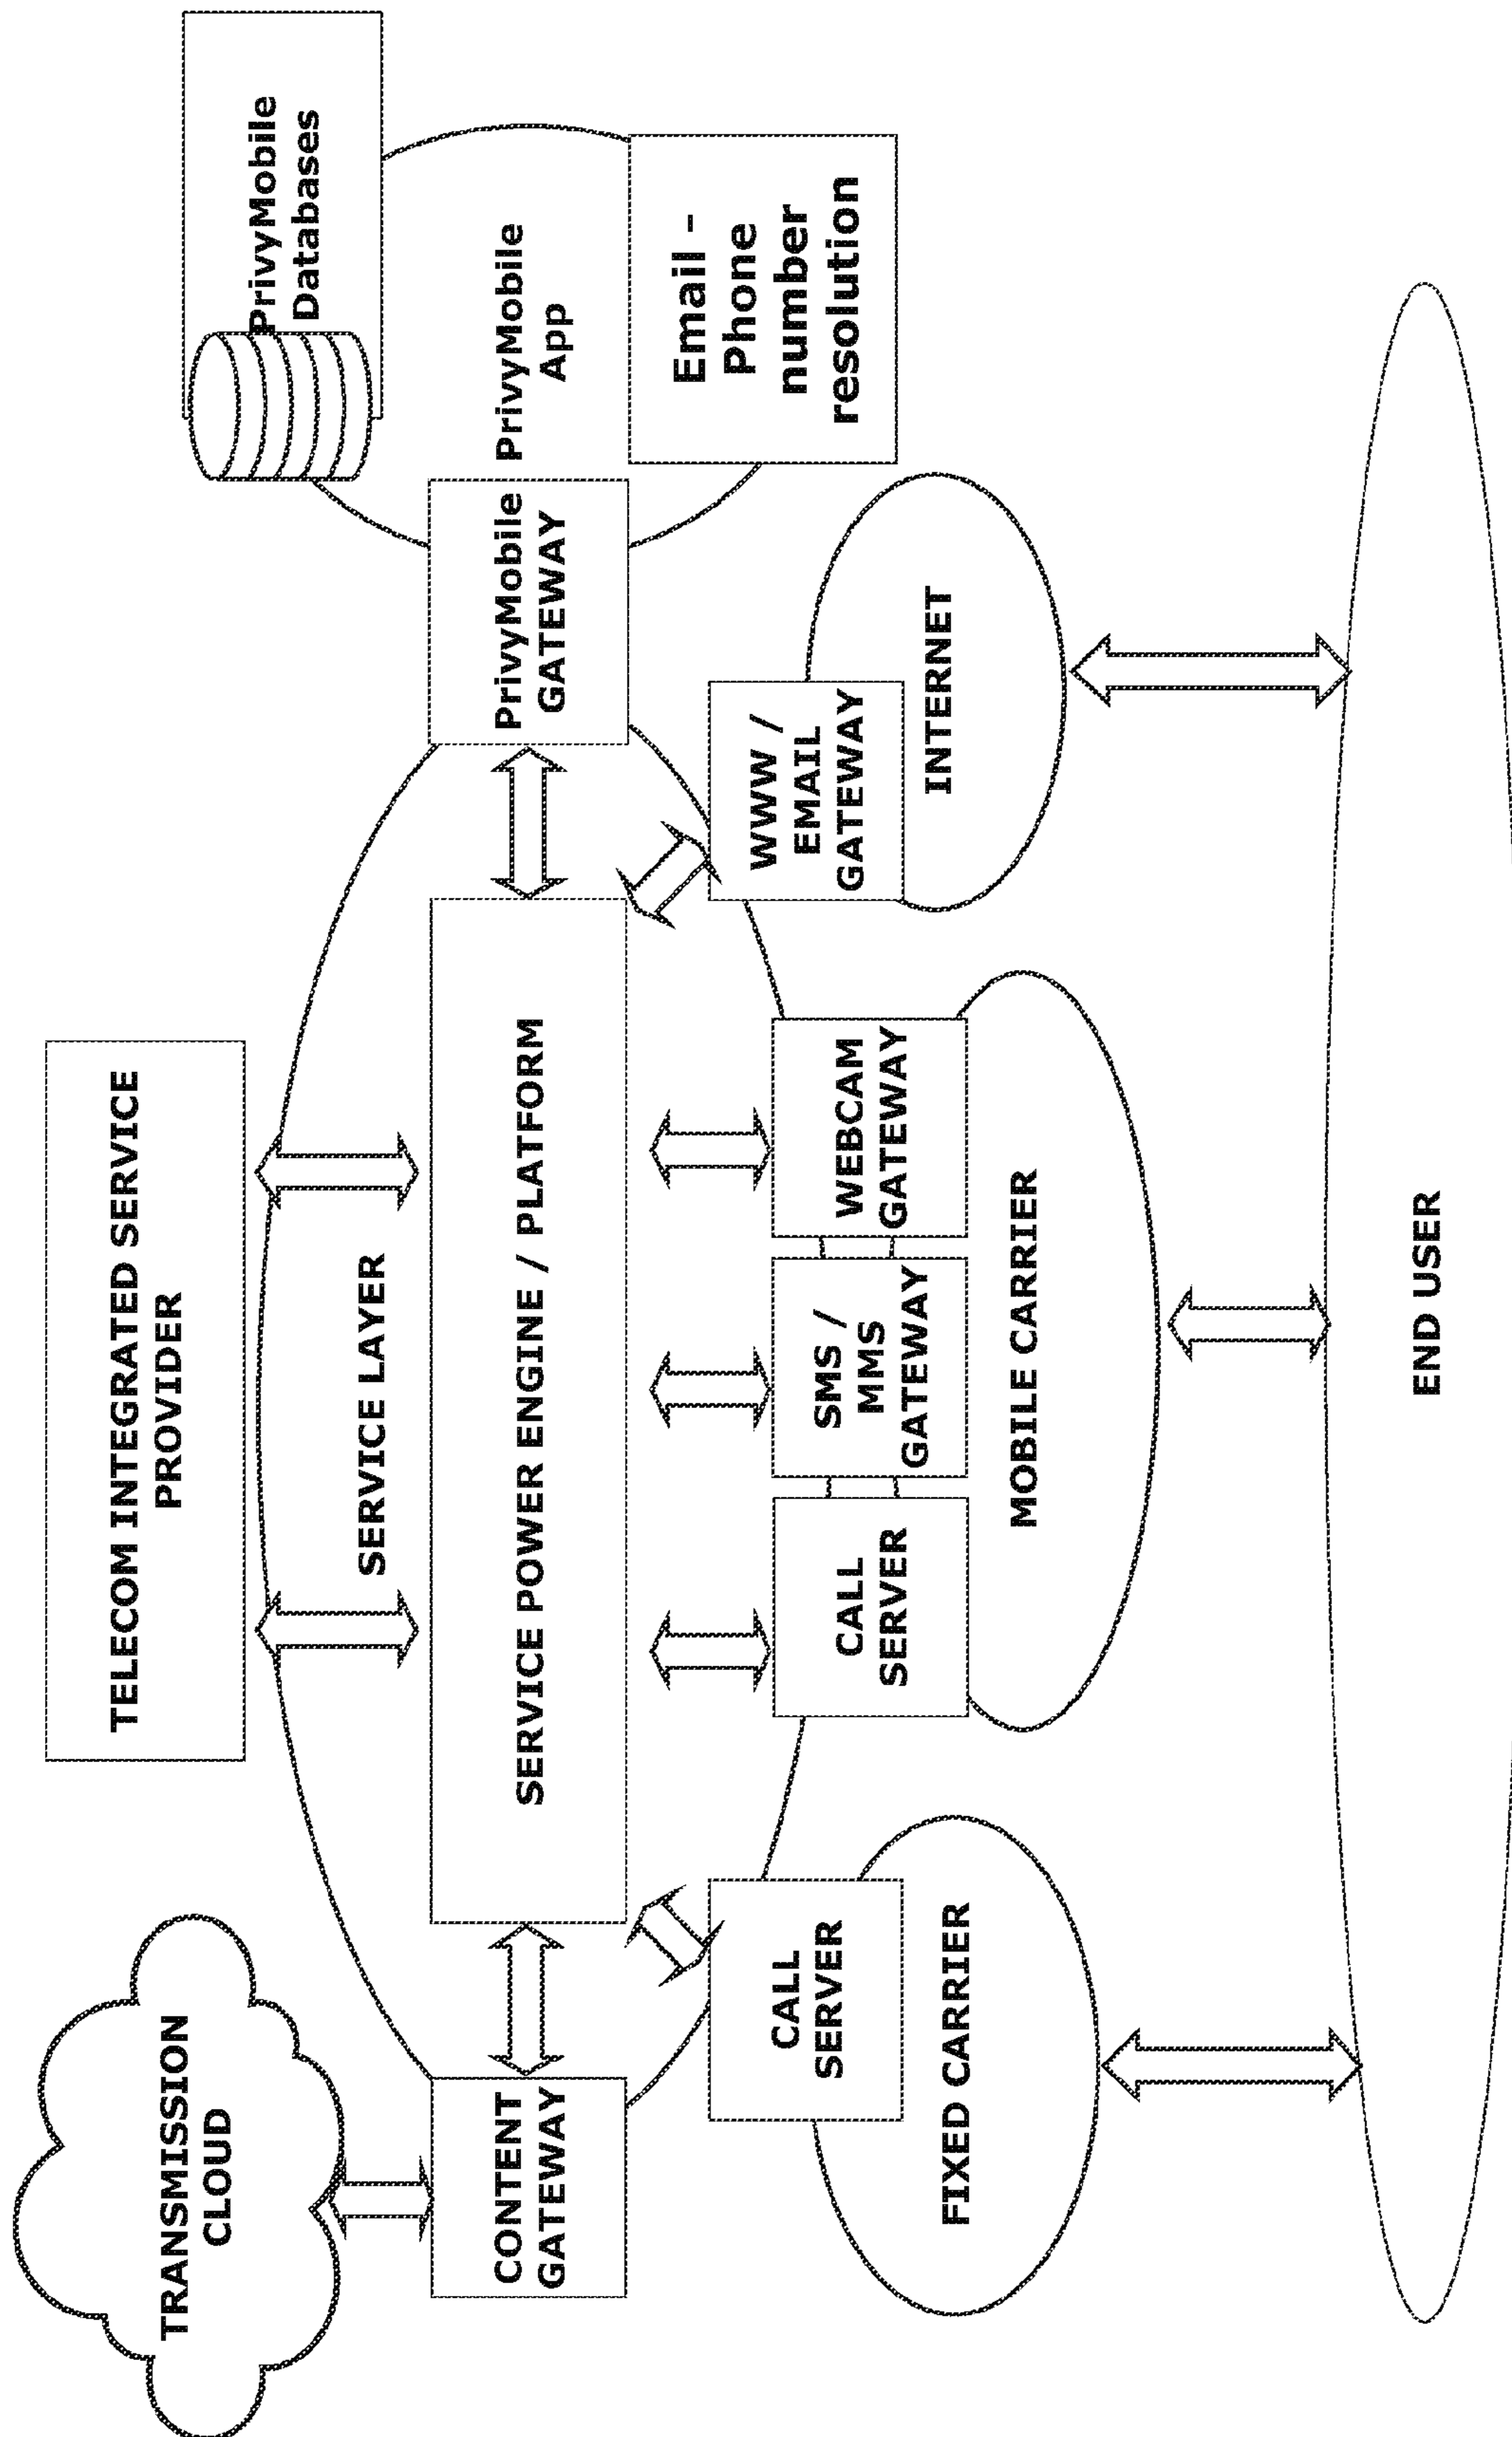 TRANSMISSION
CLOUD
TELECOM INTEGRATED SERVICE
PROVIDER
PrivyMobile
Databases
SERVICE LAYER
CONTENT
GATEWAY
SERVICE POWER ENGINE / PLATFORM
PrivyMobile
GATEWAY
PrivyMobile
App
Email -
Phone
number
resolution
CALL
SERVER
FIXED CARRIER
CALL
SERVER
SMS /
MMS
GATEWAY
WEBCAM
GATEWAY
MOBILE CARRIER
WWW /
EMAIL
GATEWAY
INTERNET
END USER